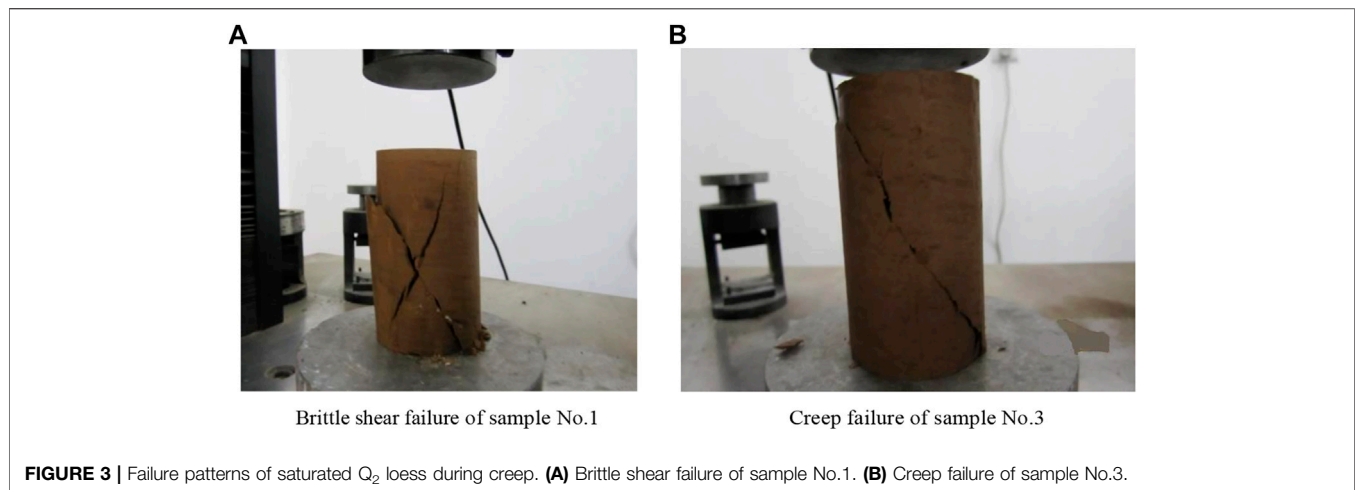 A
B
Brittle shear failure of sample No.1
Creep failure of sample No.3
FIGURE 3 | Failure patterns of saturated Q₂ loess during creep. (A) Brittle shear failure of sample No.1. (B) Creep failure of sample No.3.